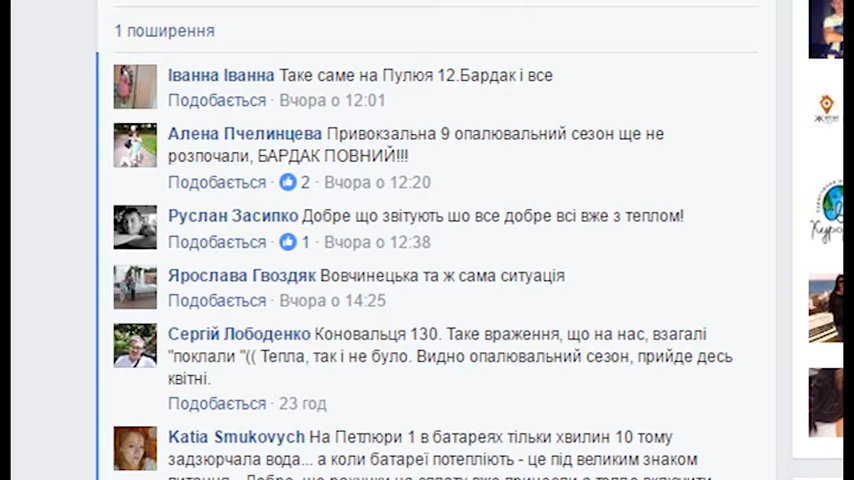 1 поширення
Іванна Іванна Таке саме на Пулюя 12.Бардак і все
Подобається · Вчора о 12:01
Алена Пчелинцева Привокзальна 9 опалювальний сезон ще не
розпочали, БАРДАК ПОВНИЙ!!!
Подобається · 2 · Вчора о 12:20
Руслан Засипко Добре що звітують шо все добре всі вже з теплом!
Подобається · 1 · Вчора о 12:38
Ярослава Гвоздяк Вовчинецька та ж сама ситуація
Подобається · Вчора о 14:25
Сергій Лободенко Коновальця 130. Таке враження, що на нас, взагалі
"поклали "(( Тепла, так і не було. Видно опалювальний сезон, прийде десь
квітні.
Подобається · 23 год
Katia Smukovych На Петлюри 1 в батареях тільки хвилин 10 тому
задзюрчала вода... а коли батареї потепліють - це під великим знаком